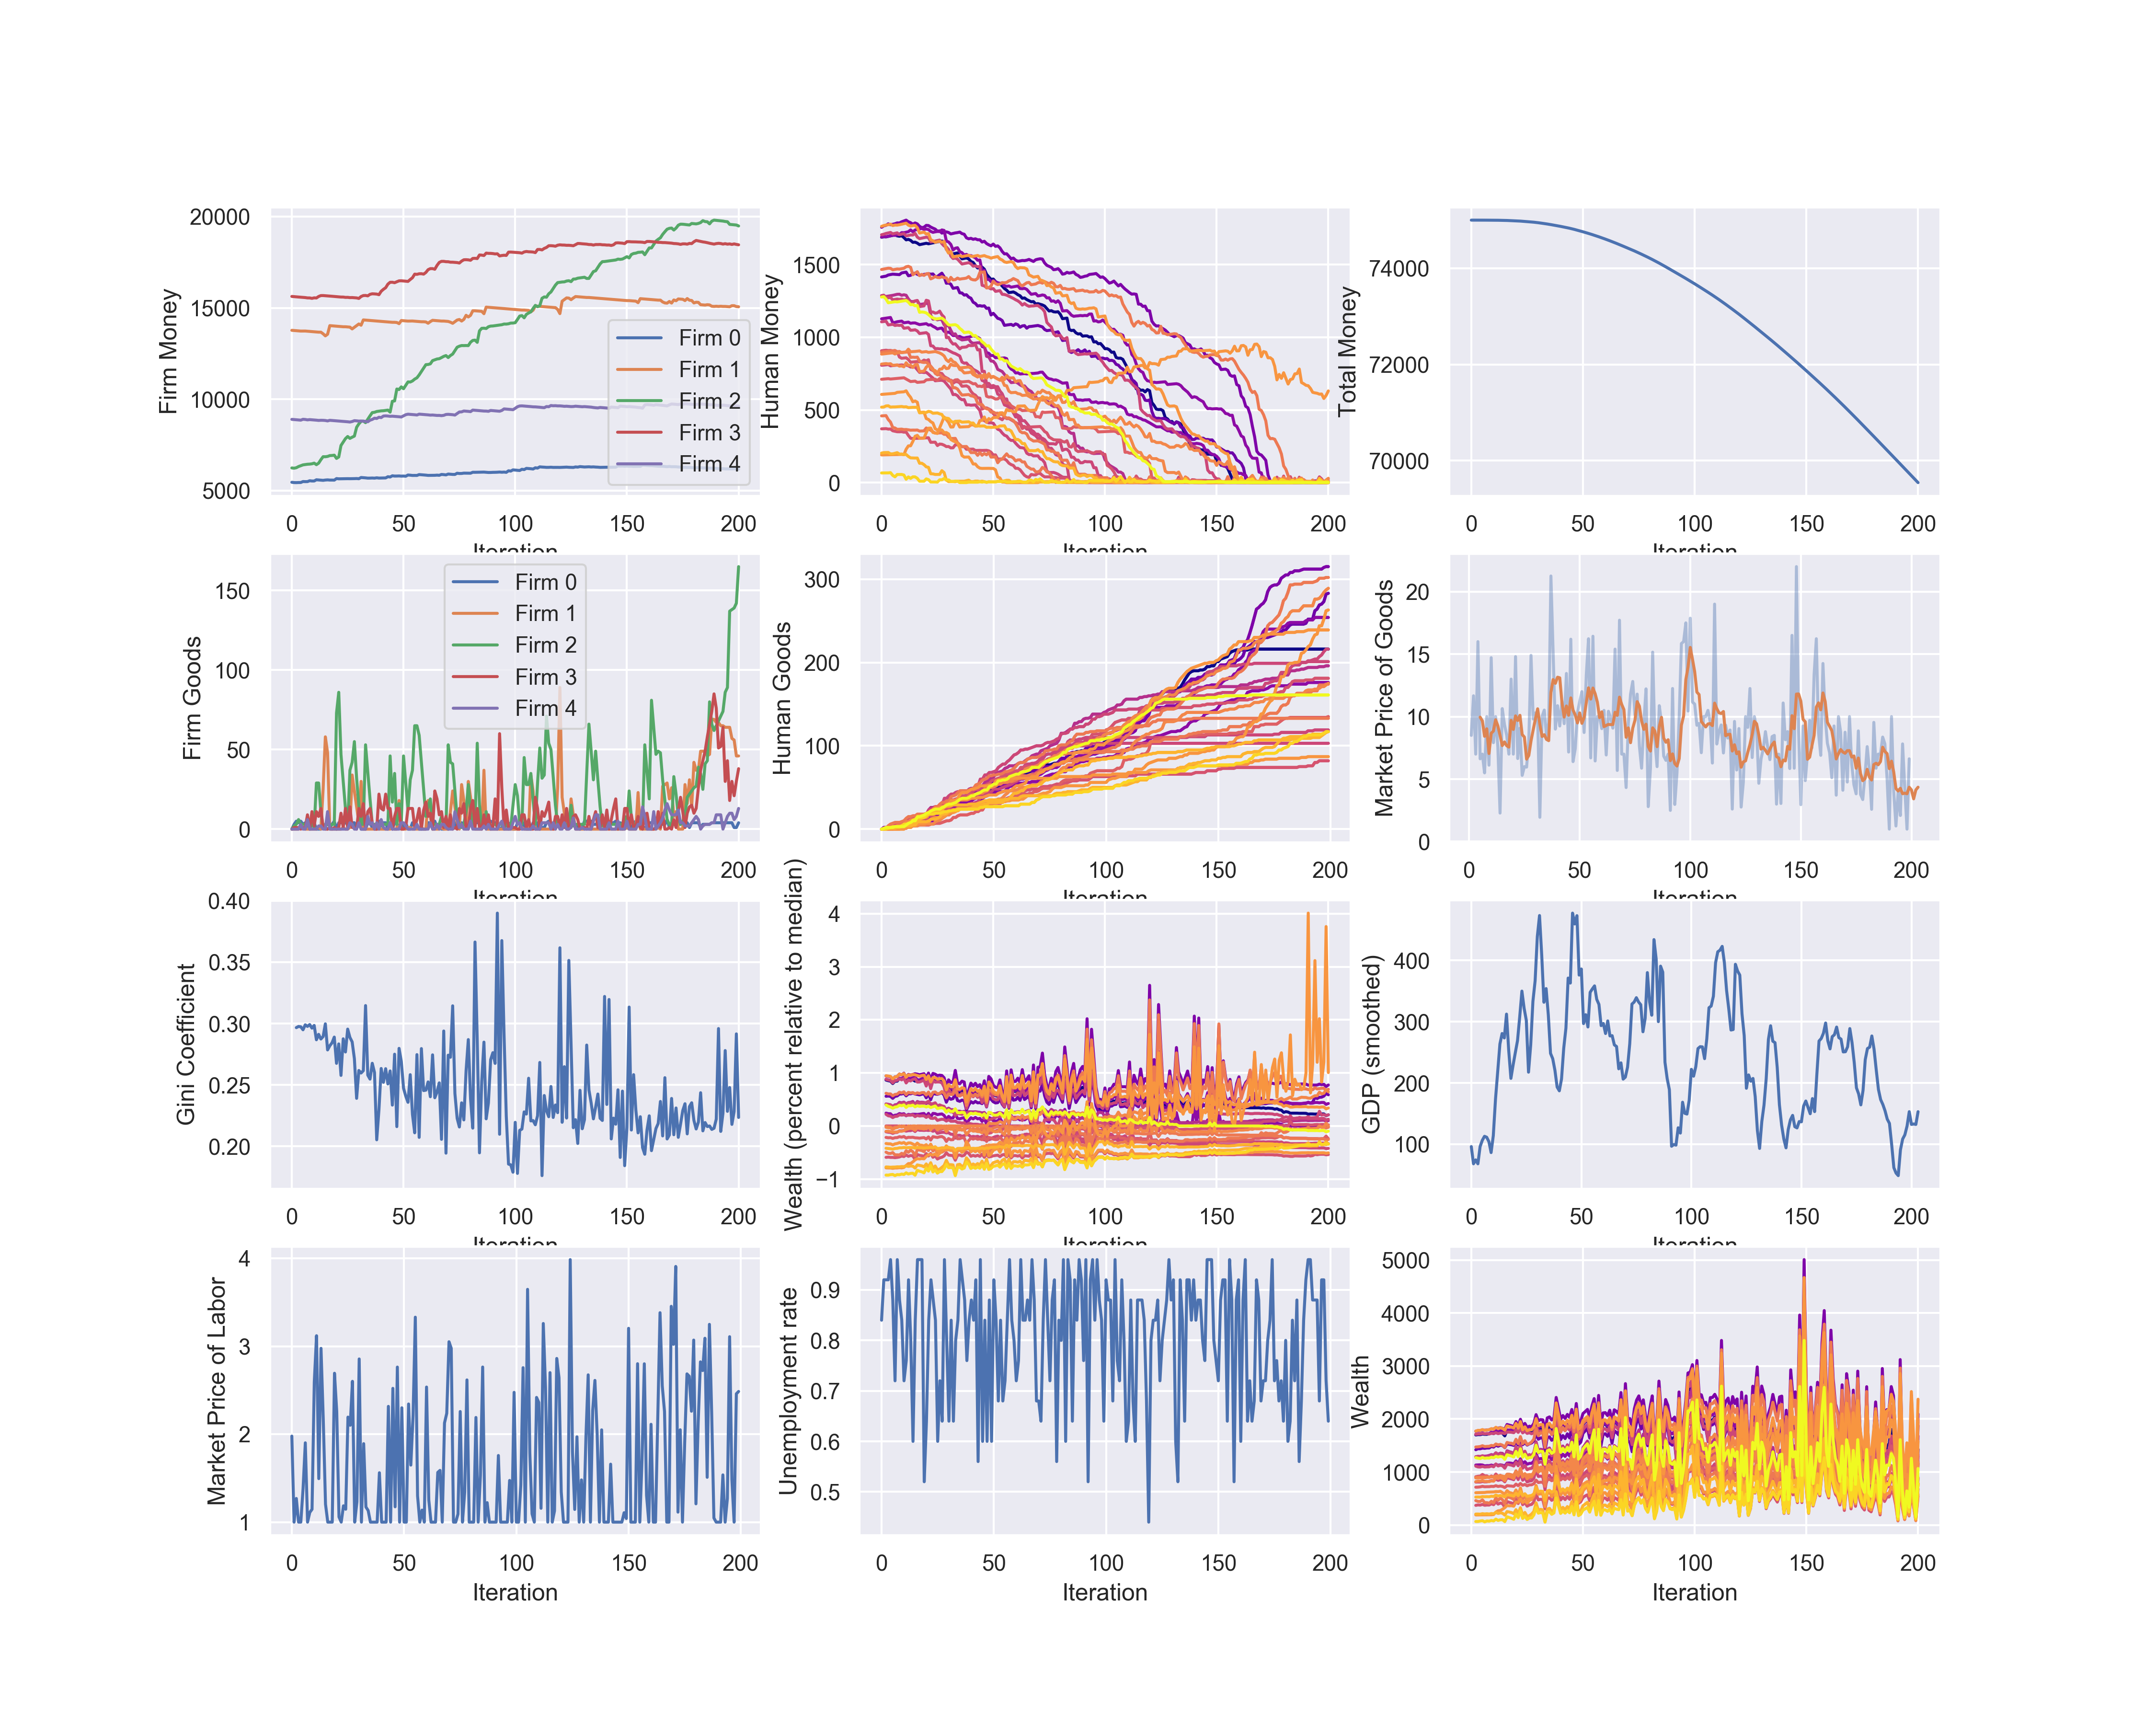 Firm Money
20000
15000
10000
5000
0 50 100 150 200
Iteration
Firm 0
Firm 1
Firm 2
Firm 3
Firm 4
Human Money
1500
1000
500
0
0 50 100 150 200
Iteration
Total Money
74000
72000
70000
0 50 100 150 200
Iteration
Firm Goods
150
100
50
0
0 50 100 150 200
Iteration
Firm 0
Firm 1
Firm 2
Firm 3
Firm 4
Human Goods
300
200
100
0
0 50 100 150 200
Iteration
Market Price of Goods
20
15
10
5
0
0 50 100 150 200
Iteration
Gini Coefficient
0.40
0.35
0.30
0.25
0.20
0 50 100 150 200
Iteration
Wealth (percent relative to median)
4
3
2
1
0
−1
0 50 100 150 200
Iteration
GDP (smoothed)
400
300
200
100
0 50 100 150 200
Iteration
Market Price of Labor
4
3
2
1
0 50 100 150 200
Iteration
Unemployment rate
0.9
0.8
0.7
0.6
0.5
0 50 100 150 200
Iteration
Wealth
5000
4000
3000
2000
1000
0
0 50 100 150 200
Iteration